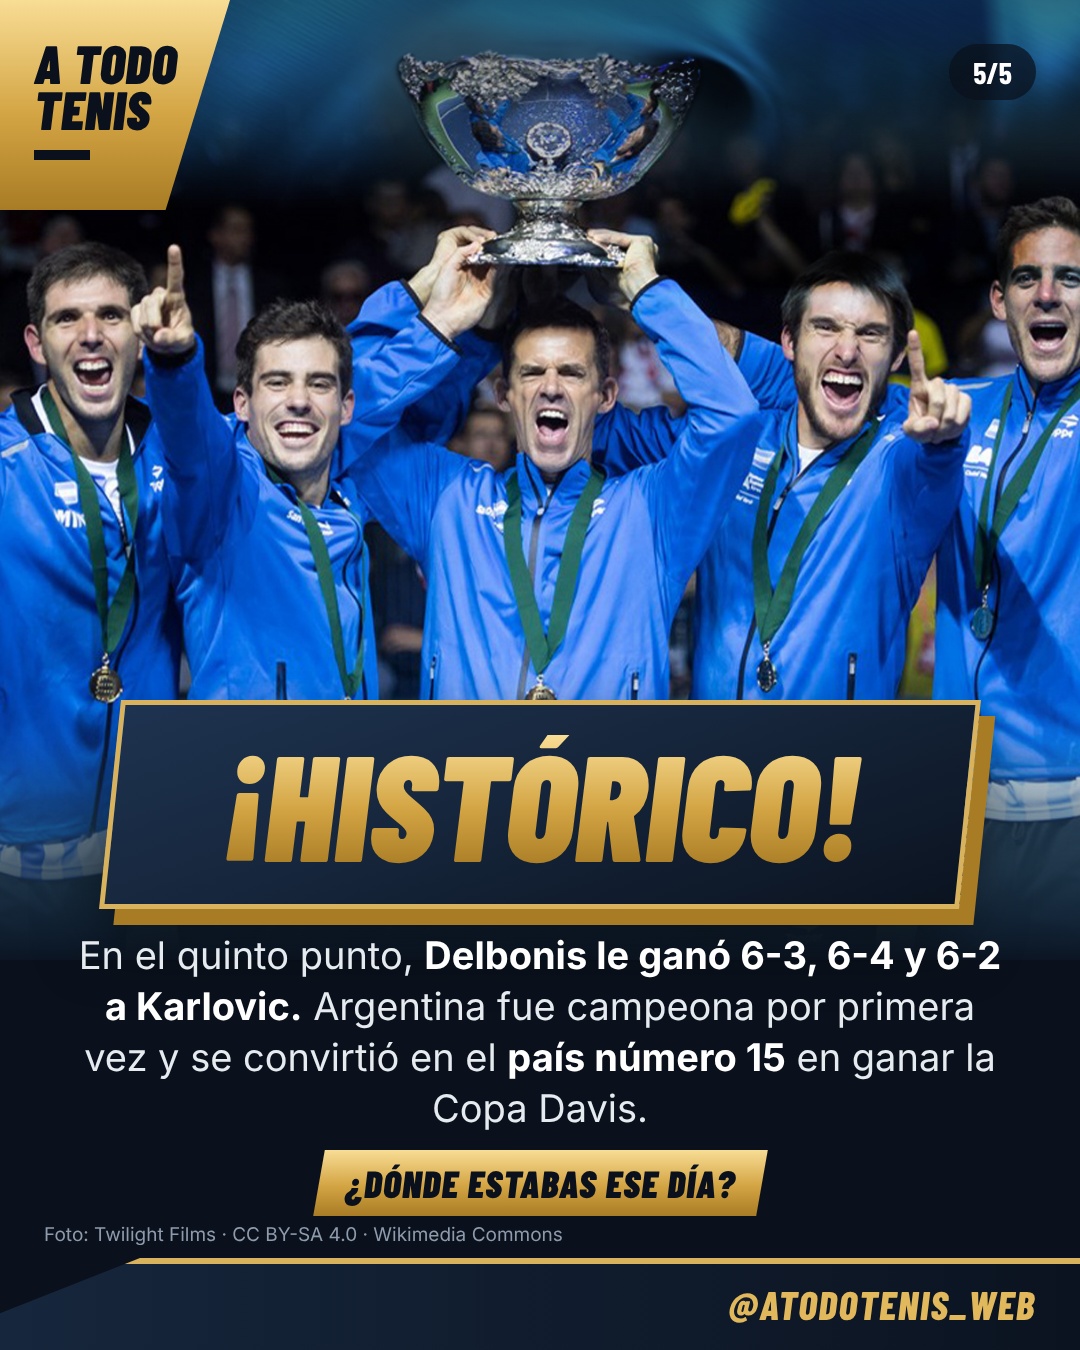 A TODO
TENIS
5/5
¡HISTÓRICO!
En el quinto punto, Delbonis le ganó 6-3, 6-4 y 6-2
a Karlovic. Argentina fue campeona por primera
vez y se convirtió en el país número 15 en ganar la
Copa Davis.
¿DÓNDE ESTABAS ESE DÍA?
Foto: Twilight Films · CC BY-SA 4.0 · Wikimedia Commons
@ATODOTENIS_WEB